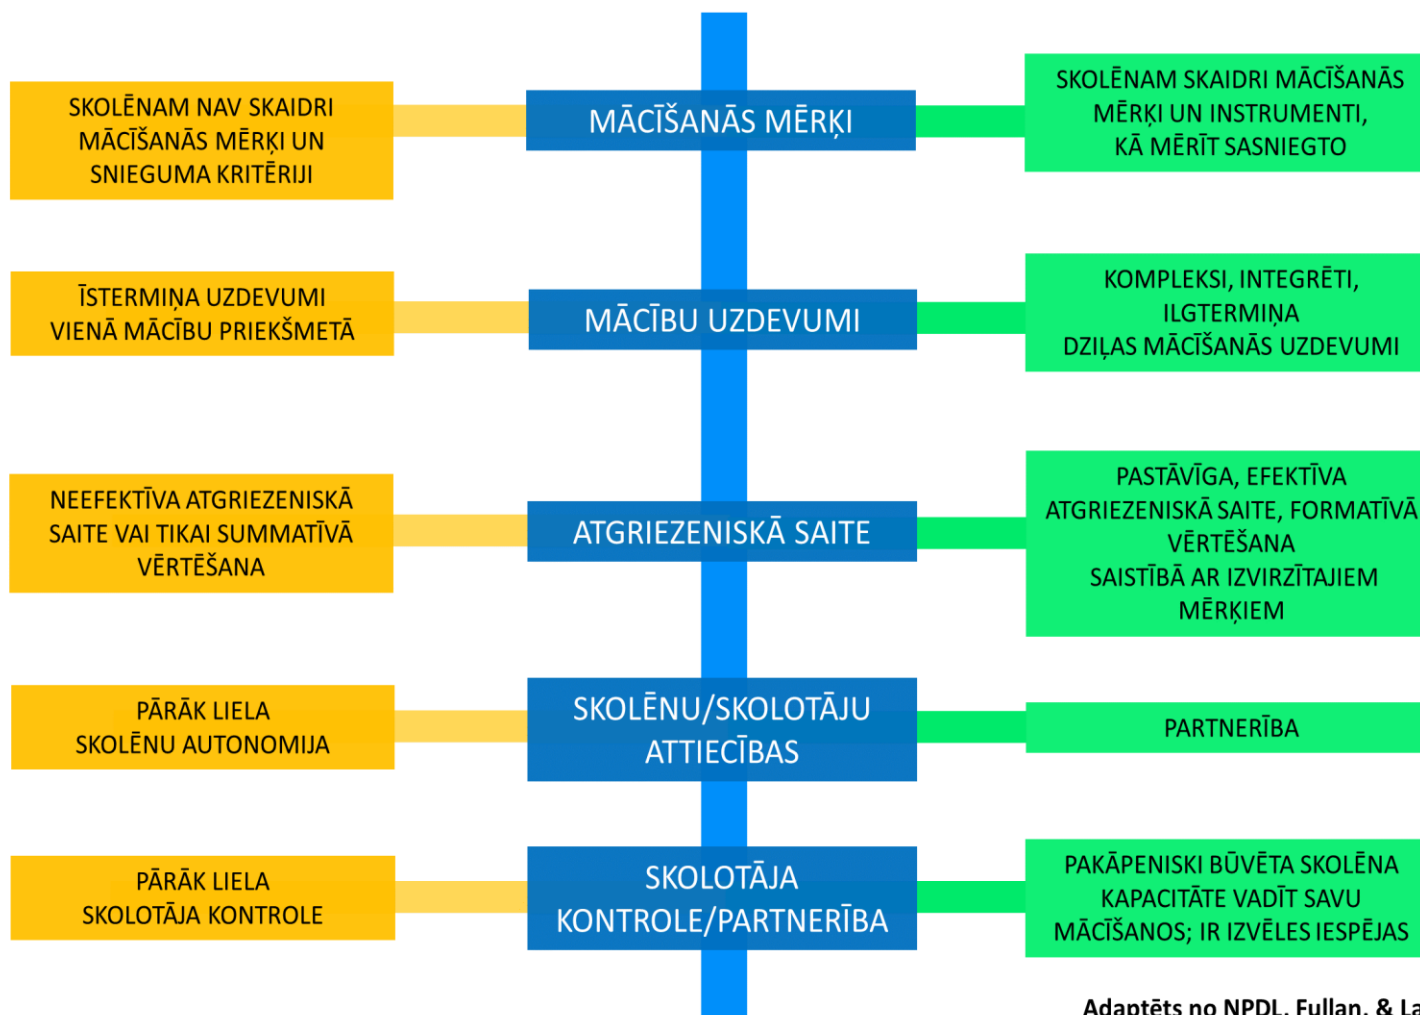 SKOLĒNAM NAV SKAIDRI
MĀCĪŠANĀS MĒRĶI UN
SNIEGUMA KRITĒRIJI
MĀCĪŠANĀS MĒRĶI
SKOLĒNAM SKAIDRI MĀCĪŠANĀS
MĒRĶI UN INSTRUMENTI,
KĀ MĒRĪT SASNIEGTO
ĪSTERMIŅA UZDEVUMI
VIENĀ MĀCĪBU PRIEKŠMETĀ
MĀCĪBU UZDEVUMI
KOMPLEKSI, INTEGRĒTI,
ILGTERMIŅA
DZIĻAS MĀCĪŠANĀS UZDEVUMI
NEEFEKTĪVA ATGRIEZENISKĀ
SAITE VAI TIKAI SUMMATĪVĀ
VĒRTĒŠANA
ATGRIEZENISKĀ SAITE
PASTĀVĪGA, EFEKTĪVA
ATGRIEZENISKĀ SAITE, FORMATĪVĀ
VĒRTĒŠANA
SAISTĪBĀ AR IZVIRZĪTAJIEM
MĒRĶIEM
PĀRĀK LIELA
SKOLĒNU AUTONOMIJA
SKOLĒNU/SKOLOTĀJU
ATTIECĪBAS
PARTNERĪBA
PĀRĀK LIELA
SKOLOTĀJA KONTROLE
SKOLOTĀJA
KONTROLE/PARTNERĪBA
PAKĀPENISKI BŪVĒTA SKOLĒNA
KAPACITĀTE VADĪT SAVU
MĀCĪŠANOS; IR IZVĒLES IESPĒJAS
Adaptēts no NPDL, Fullan, & La